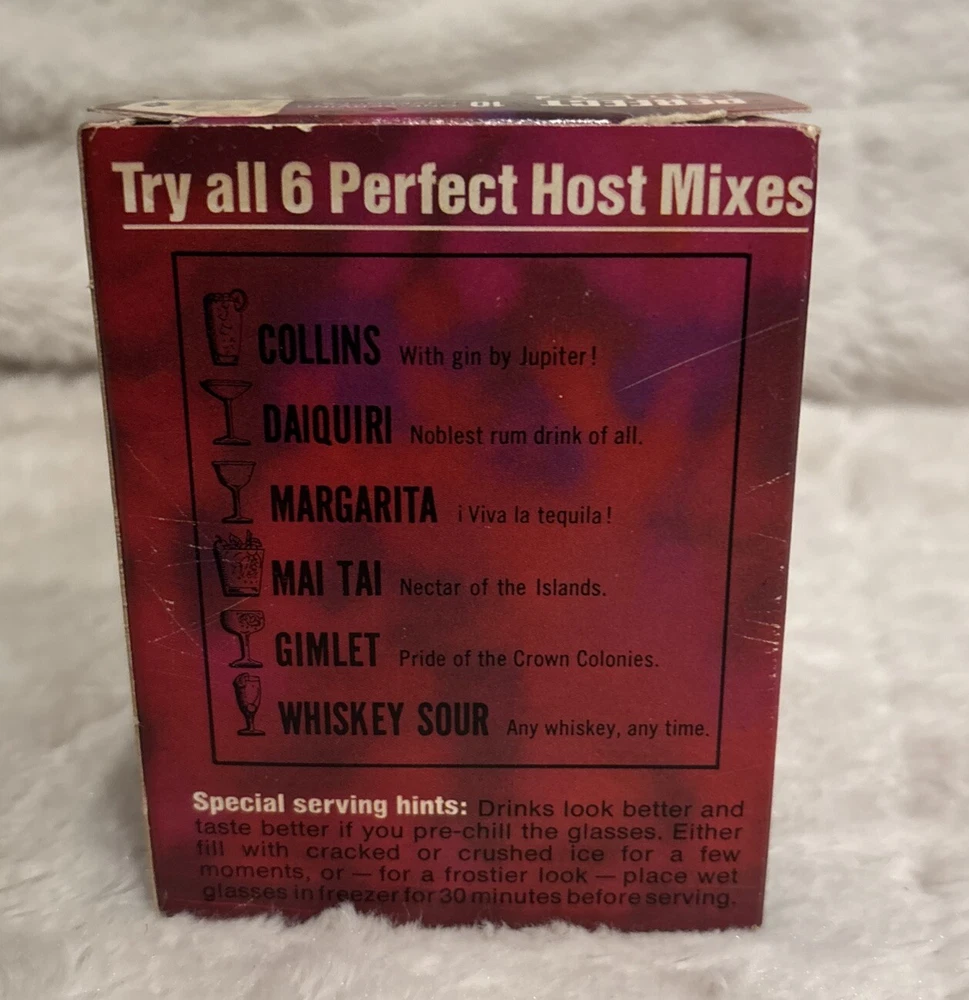 PERFECT
10
Try all 6 Perfect Host Mixes
COLLINS With gin by Jupiter!
DAIQUIRI Noblest rum drink of all.
MARGARITA ¡Viva la tequila!
MAI TAI Nectar of the Islands.
GIMLET Pride of the Crown Colonies.
WHISKEY SOUR Any whiskey, any time.
Special serving hints: Drinks look better and
taste better if you pre-chill the glasses. Either
fill with cracked or crushed ice for a few
moments, or — for a frostier look — place wet
glasses in freezer for 30 minutes before serving.